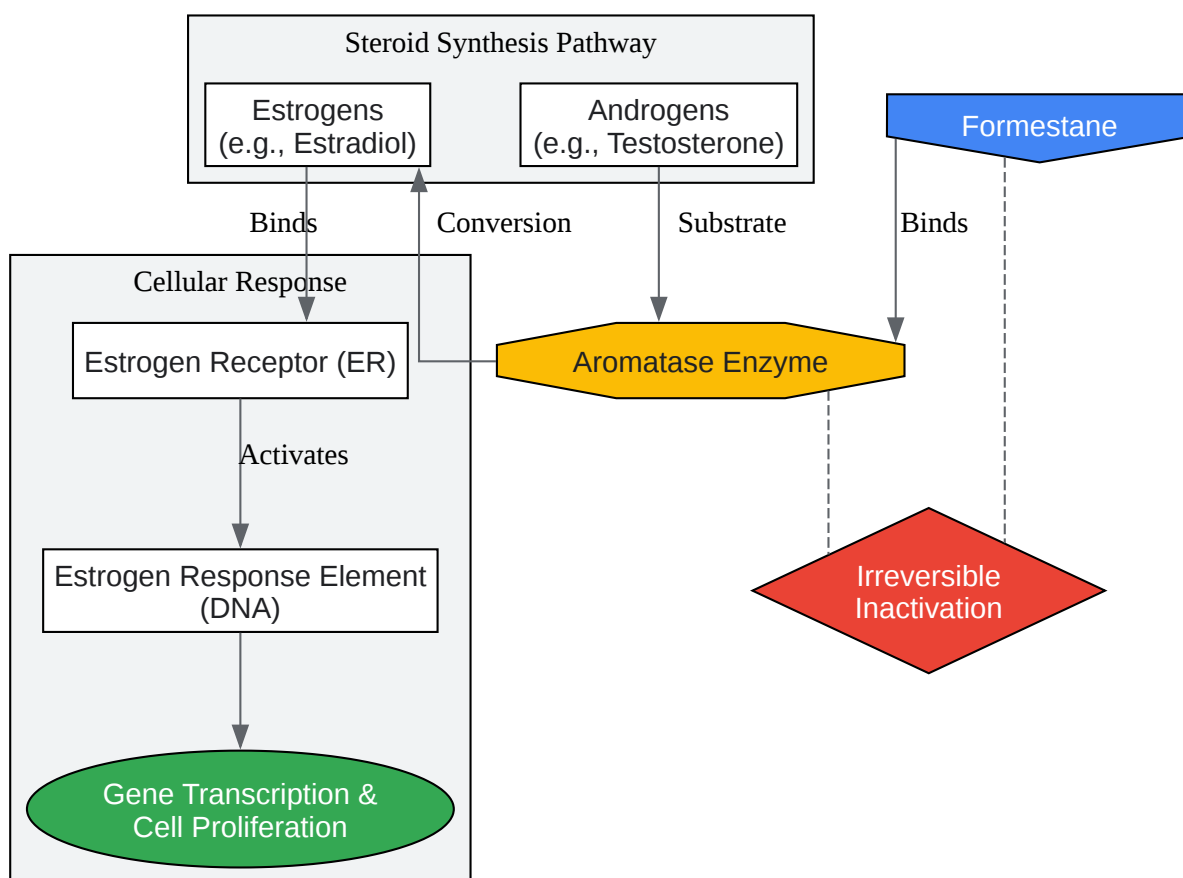 Steroid Synthesis Pathway
Estrogens
(e.g., Estradiol)
Androgens
(e.g., Testosterone)
Formestane
Binds
Conversion
Substrate
Binds
Cellular Response
Estrogen Receptor (ER)
Aromatase Enzyme
Activates
Estrogen Response Element
(DNA)
Irreversible
Inactivation
Gene Transcription &
Cell Proliferation